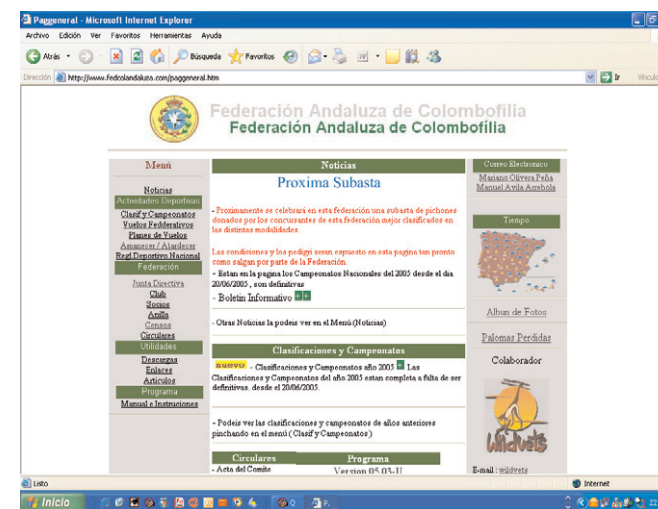 Paggeneral - Microsoft Internet Explorer
Archivo Edición Ver Favoritos Herramientas Ayuda
Atrás Búsqueda Favoritos
Dirección http://www.fedcolandaluza.com/paggeneral.htm Ir Vínculos
Federación Andaluza de Colombofilia
Federación Andaluza de Colombofilia
Menú
Noticias
Actividades Deportivas
Clasif y Campeonatos
Vuelos Fedderativos
Planes de Vuelos
Amanecer / Atardecer
Regl.Deportivo Nacional
Federación
Junta Directiva
Club
Socios
Anilla
Censos
Circulares
Utilidades
Descargas
Enlaces
Articulos
Programa
Manual e Instruciones
Noticias
Proxima Subasta
- Proximamente se celebrará en esta federación una subasta de pichones
donados por los concursantes de esta federación mejor clasificados en
las distintas modalidades.
Las condiciones y los pedigri seran expuesto en esta pagina tan pronto
como salgan por parte de la Federación.
- Estan en la pagina los Campeonatos Nacionales del 2005 desde el dia
20/06/2005 , son definativas
- Boletin Informativo
- Otras Noticias la podeis ver en el Menú (Noticias)
Clasificaciones y Campeonatos
nuevo - Clasificaciones y Campeonatos año 2005 Las
Clasificaciones y Campeonatos del año 2005 estan completa a falta de ser
definitivas. desde el 20/06/2005.
- Podeis ver las clasificaciones y campeonatos de años anteriores
pinchando en el menú ( Clasif y Campeonatos )
Circulares Programa
- Acta del Comite Version 05.03-U
Correo Electronico
Mariano Olivera Peña
Manuel Avila Arrebola
Tiempo
Album de Fotos
Palomas Perdidas
Colaborador
Wildvets
E-mail : wildvets
Listo Internet
Inicio